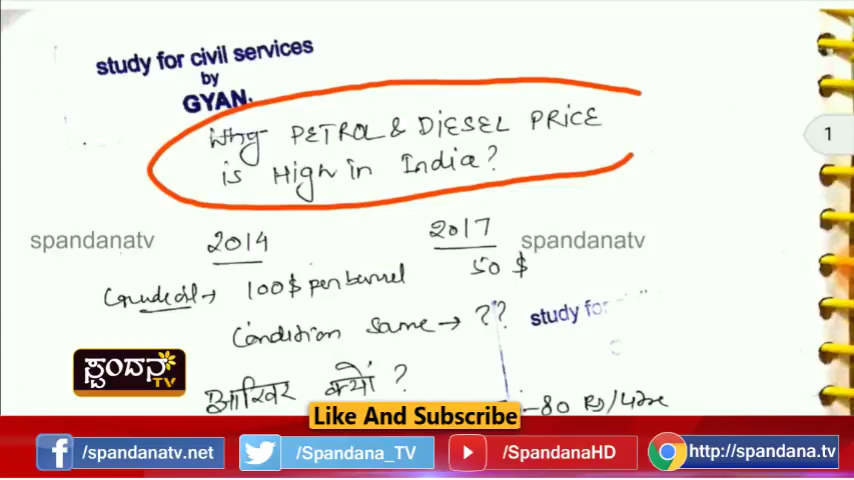 study for civil services
by
GYAN.
Why PETROL & DIESEL PRICE
is High in India?
1
spandanatv
2014
2017
spandanatv
Crude oil → 100$ per barrel
50 $
Condition same → ??
study for
ಸ್ಪಂದನ
TV
आखिर क्यों ?
-80 Rs/
Like And Subscribe
/spandanatv.net
/Spandana_TV
/SpandanaHD
http://spandana.tv